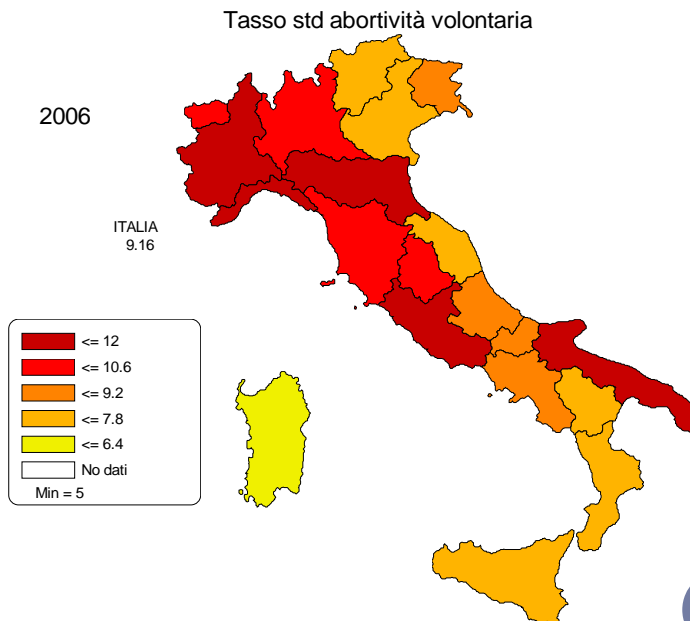 Tasso std abortività volontaria
2006
ITALIA
9.16
<= 12
<= 10.6
<= 9.2
<= 7.8
<= 6.4
No dati
Min = 5